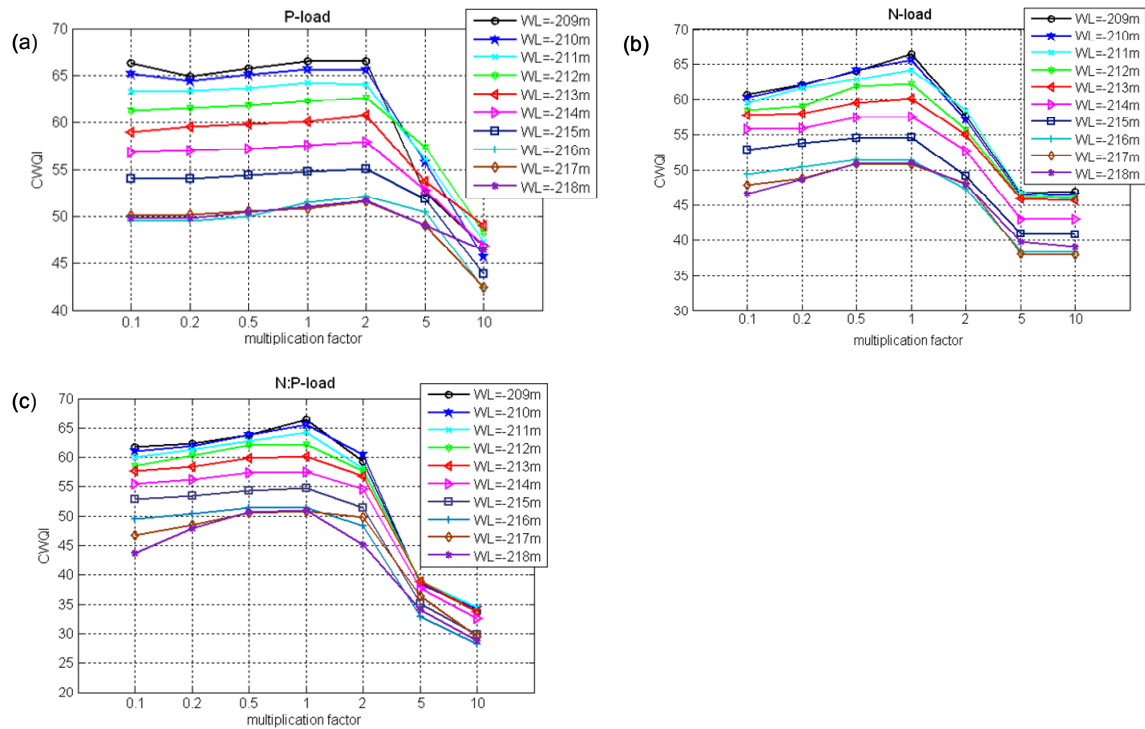 (a)
P-load
CWQI
70
65
60
55
50
45
40
0.1 0.2 0.5 1 2 5 10
multiplication factor
WL=-209m
WL=-210m
WL=-211m
WL=-212m
WL=-213m
WL=-214m
WL=-215m
WL=-216m
WL=-217m
WL=-218m
(b)
N-load
CWQI
70
65
60
55
50
45
40
35
30
0.1 0.2 0.5 1 2 5 10
multiplication factor
WL=-209m
WL=-210m
WL=-211m
WL=-212m
WL=-213m
WL=-214m
WL=-215m
WL=-216m
WL=-217m
WL=-218m
(c)
N:P-load
CWQI
70
65
60
55
50
45
40
35
30
25
20
0.1 0.2 0.5 1 2 5 10
multiplication factor
WL=-209m
WL=-210m
WL=-211m
WL=-212m
WL=-213m
WL=-214m
WL=-215m
WL=-216m
WL=-217m
WL=-218m